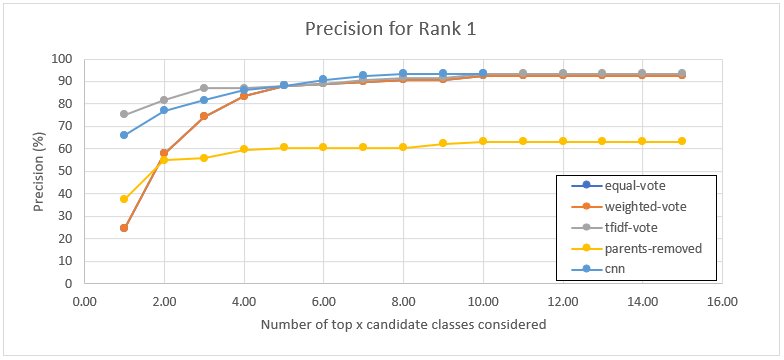 Precision for Rank 1
Precision (%)
100
90
80
70
60
50
40
30
20
10
0
0.00 2.00 4.00 6.00 8.00 10.00 12.00 14.00 16.00
Number of top x candidate classes considered
equal-vote
weighted-vote
tfidf-vote
parents-removed
cnn